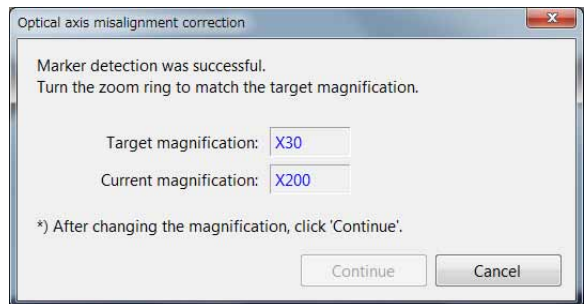 Optical axis misalignment correction
Marker detection was successful.
Turn the zoom ring to match the target magnification.
Target magnification: X30
Current magnification: X200
*) After changing the magnification, click 'Continue'.
Continue Cancel